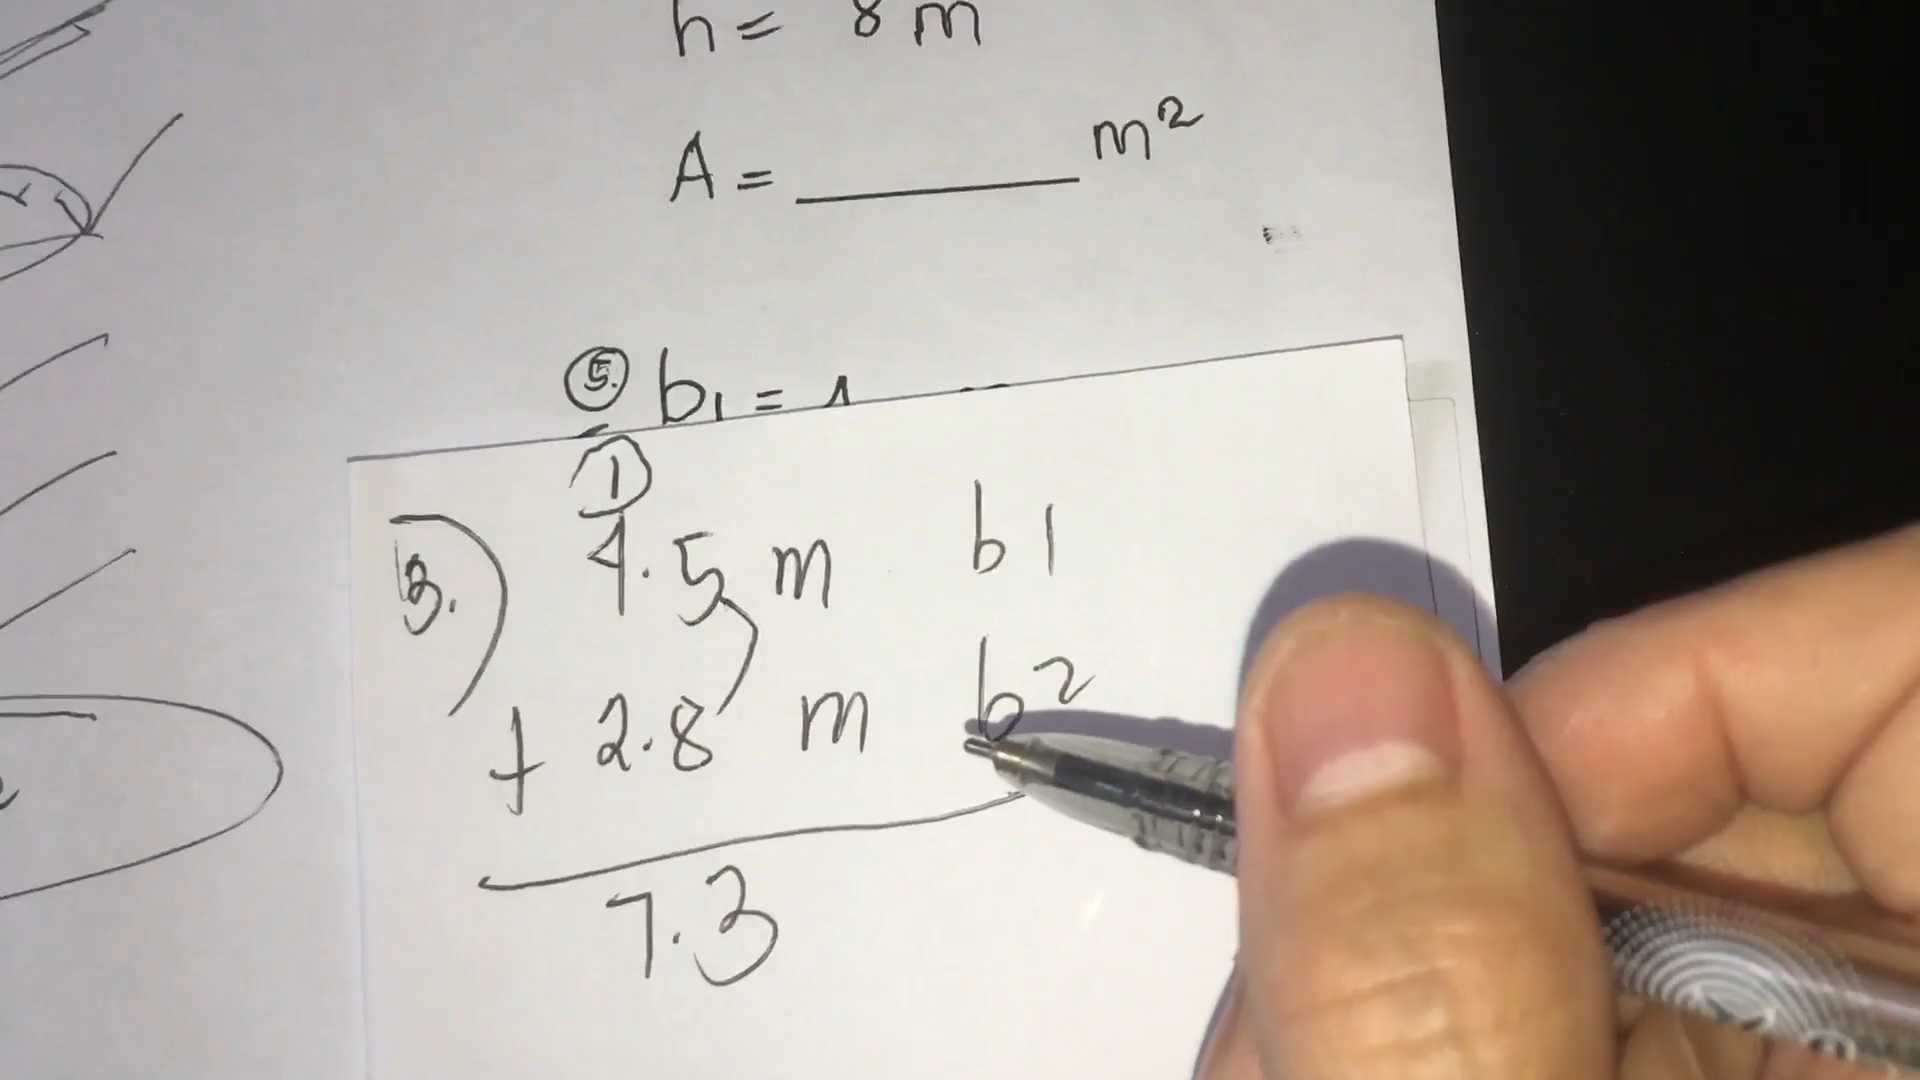 h = 8 m
A = ________ m²
5. b1 =
1
3. 4.5 m b1
+ 2.8 m b2
7.3